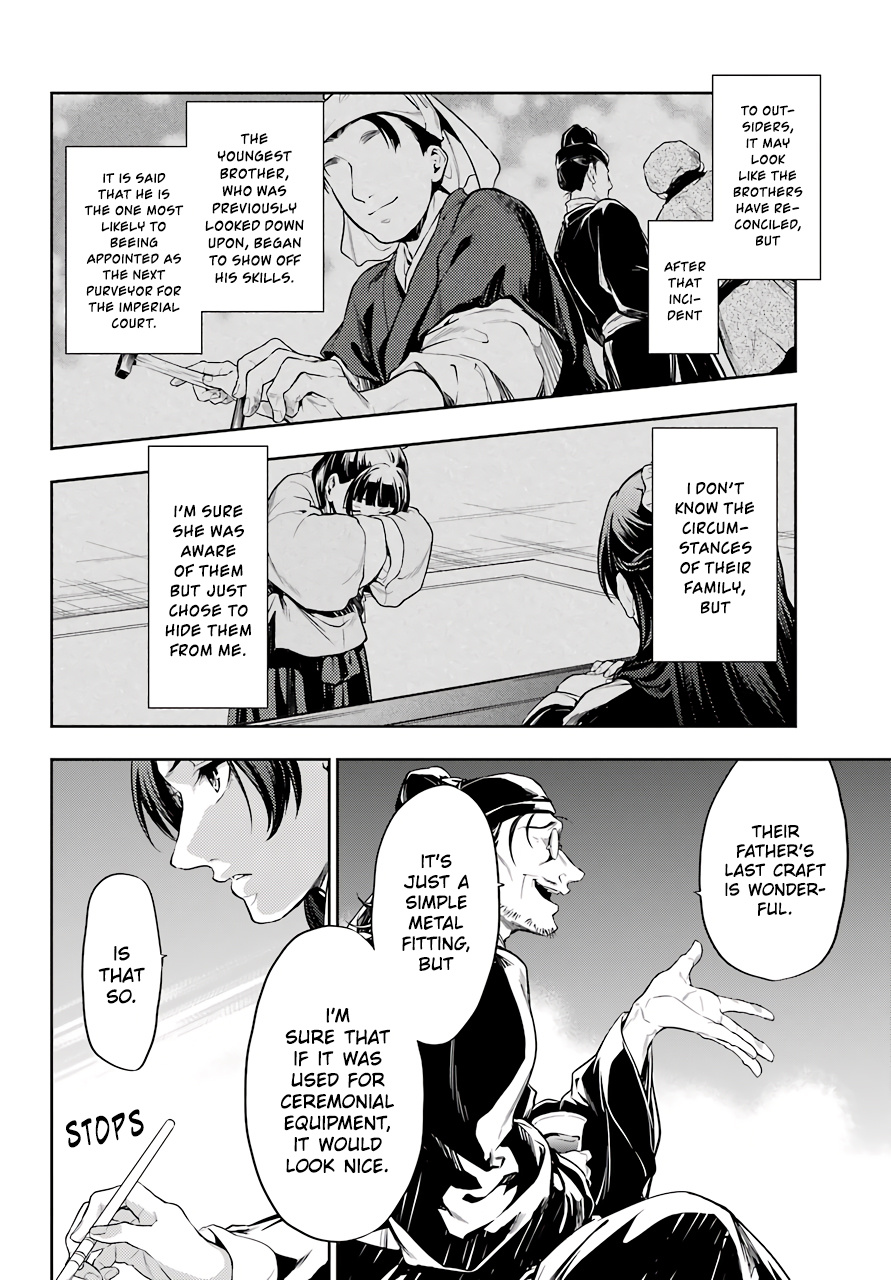 TO OUT-
SIDERS,
IT MAY
LOOK
LIKE THE
BROTHERS
HAVE RE-
CONCILED,
BUT
AFTER
THAT
INCI-
DENT
THE
YOUNGEST
BROTHER,
WHO WAS
PREVIOUSLY
LOOKED DOWN
UPON, BEGAN
TO SHOW OFF
HIS SKILLS.
IT IS SAID
THAT HE IS
THE ONE MOST
LIKELY TO
BEEING
APPOINTED AS
THE NEXT
PURVEYOR FOR
THE IMPERIAL
COURT.
I DON'T
KNOW THE
CIRCUM-
STANCES
OF THEIR
FAMILY,
BUT
I'M SURE
SHE WAS
AWARE
OF THEM
BUT JUST
CHOSE TO
HIDE THEM
FROM ME.
THEIR
FATHER'S
LAST CRAFT
IS WONDER-
FUL.
IT'S
JUST A
SIMPLE
METAL
FITTING,
BUT
I'M
SURE THAT
IF IT WAS
USED FOR
CEREMONIAL
EQUIPMENT,
IT WOULD
LOOK NICE.
IS
THAT
SO.
STOPS